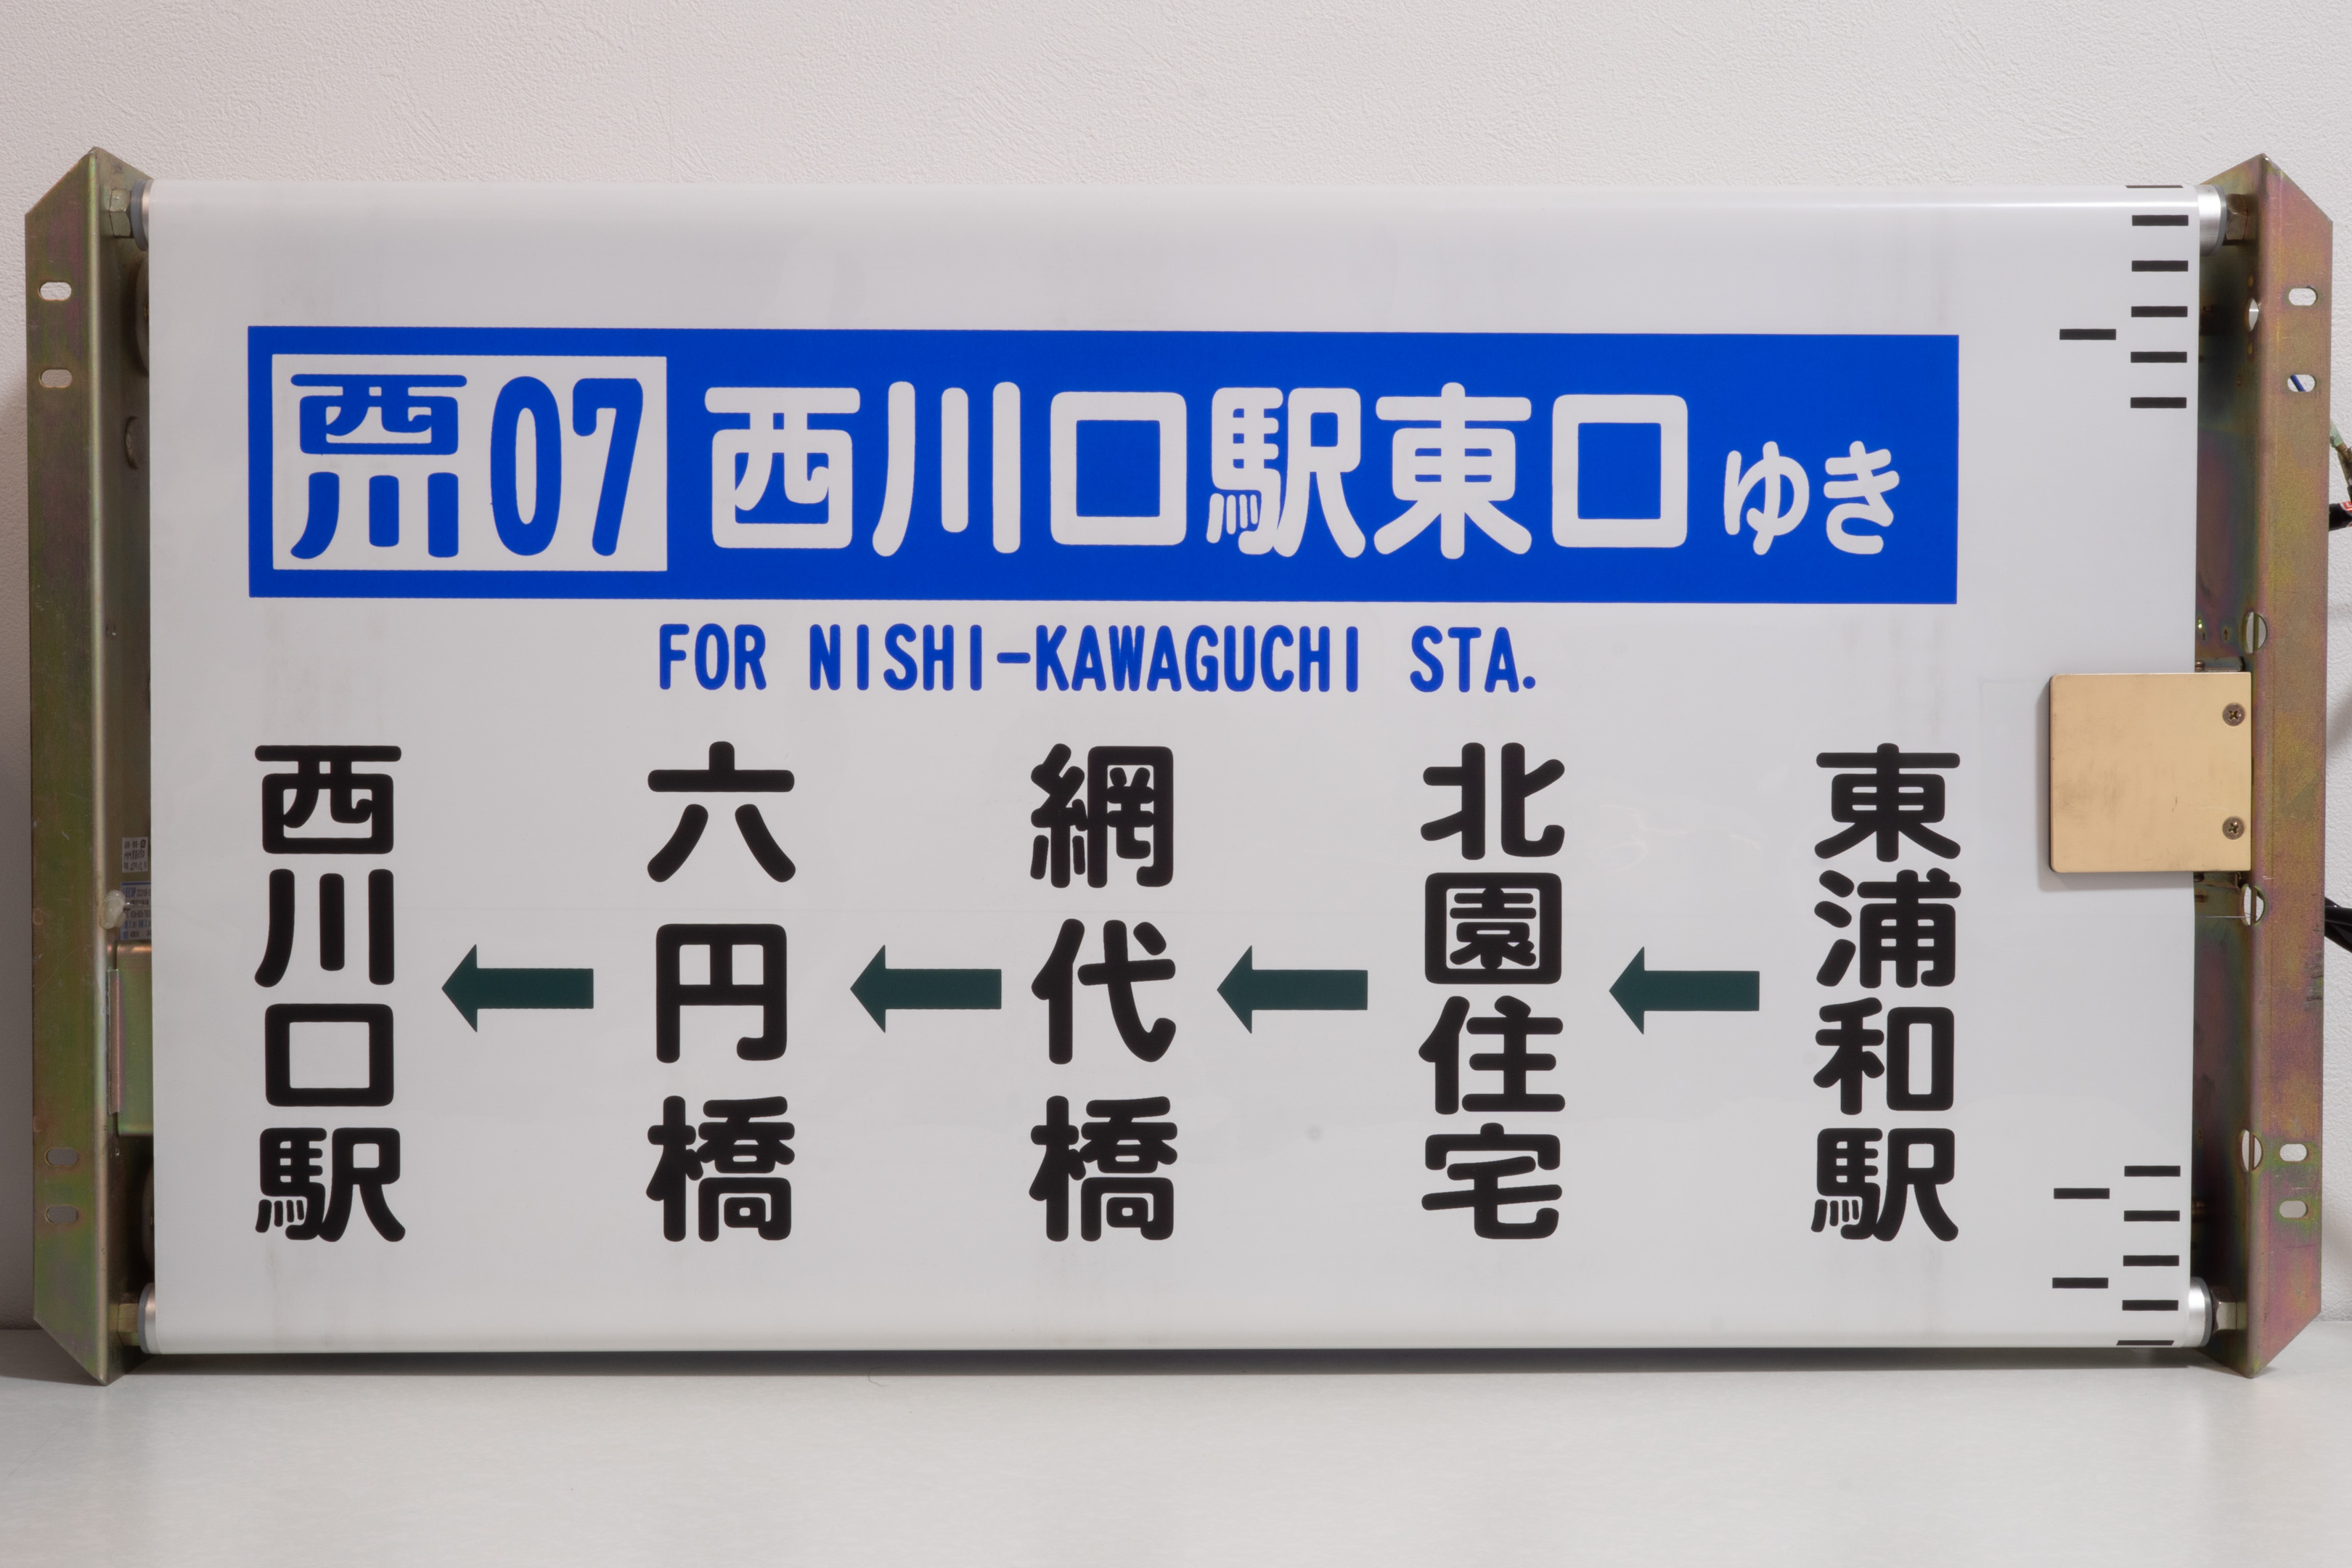 西川07 西川口駅東口ゆき
FOR NISHI-KAWAGUCHI STA.
東浦和駅
←
北園住宅
←
網代橋
←
六円橋
←
西川口駅